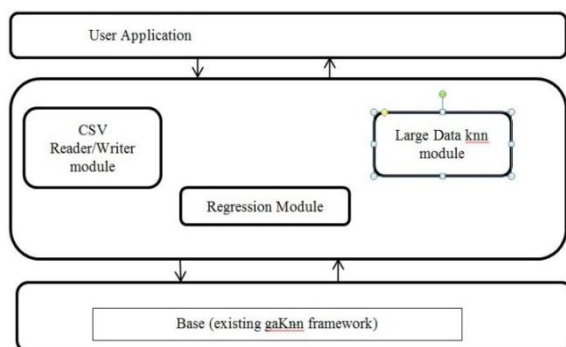 User Application
CSV
Reader/Writer
module
Large Data knn
module
Regression Module
Base (existing gaKnn framework)